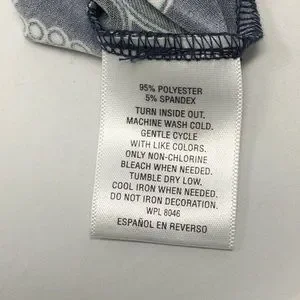 95% POLYESTER
5% SPANDEX
TURN INSIDE OUT.
MACHINE WASH COLD.
GENTLE CYCLE
WITH LIKE COLORS.
ONLY NON-CHLORINE
BLEACH WHEN NEEDED.
TUMBLE DRY LOW.
COOL IRON WHEN NEEDED.
DO NOT IRON DECORATION.
WPL 8046
ESPAÑOL EN REVERSO